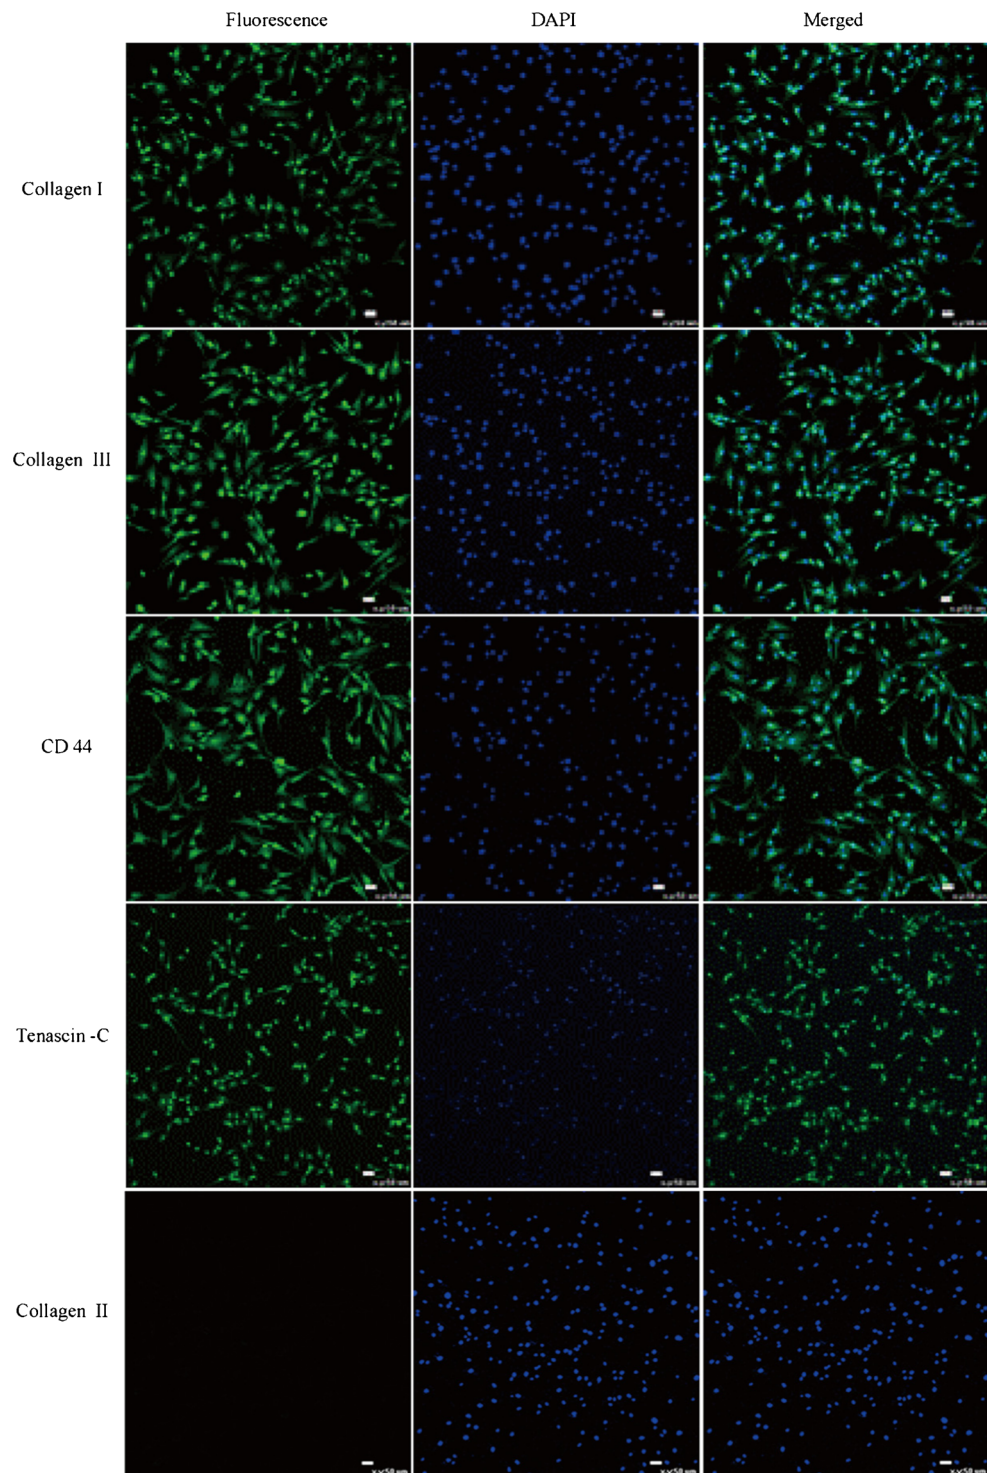 Fluorescence DAPI Merged
Collagen I
Collagen III
CD 44
Tenascin -C
Collagen II